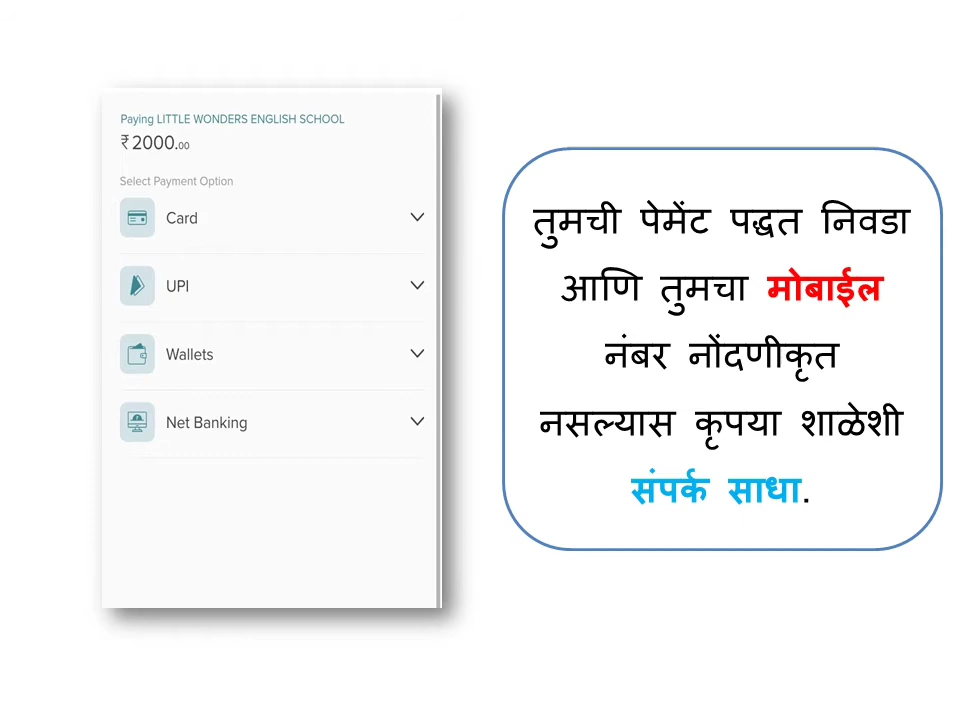 Paying LITTLE WONDERS ENGLISH SCHOOL
₹2000.00
Select Payment Option
Card
UPI
Wallets
Net Banking
तुमची पेमेंट पद्धत निवडा
आणि तुमचा मोबाईल
नंबर नोंदणीकृत
नसल्यास कृपया शाळेशी
संपर्क साधा.